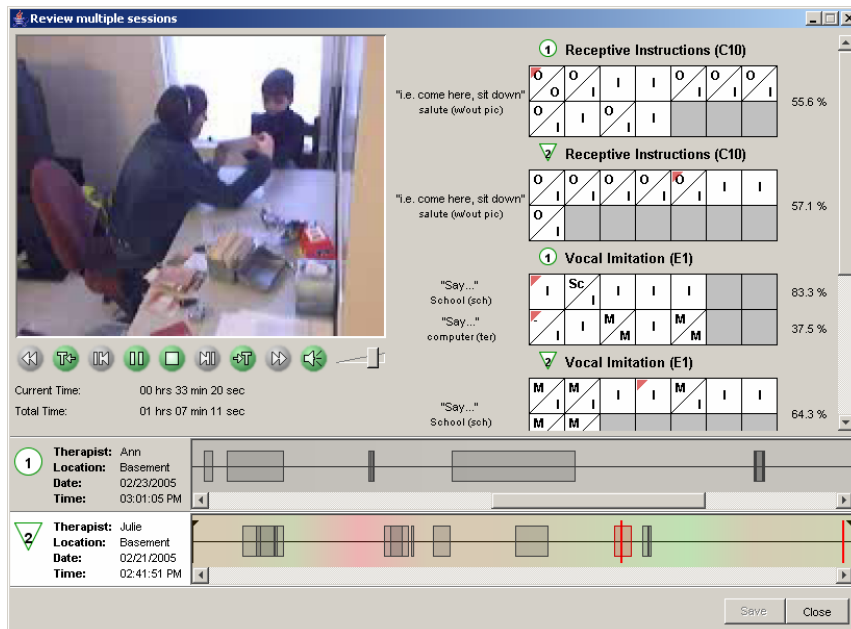 Review multiple sessions
1 Receptive Instructions (C10)
"i.e. come here, sit down"
salute (w/out pic)
O O O I I I O I O I O I
O I I O I I
55.6 %
2 Receptive Instructions (C10)
"i.e. come here, sit down"
salute (w/out pic)
O I O I O I O I O I I I
O I
57.1 %
1 Vocal Imitation (E1)
"Say..."
School (sch)
I Sc I I I I
83.3 %
"Say..."
computer (ter)
- I I M M I M M
37.5 %
2 Vocal Imitation (E1)
"Say..."
School (sch)
M I M I I I M I I I
M M
64.3 %
T T
Current Time: 00 hrs 33 min 20 sec
Total Time: 01 hrs 07 min 11 sec
1
Therapist: Ann
Location: Basement
Date: 02/23/2005
Time: 03:01:05 PM
2
Therapist: Julie
Location: Basement
Date: 02/21/2005
Time: 02:41:51 PM
Save Close